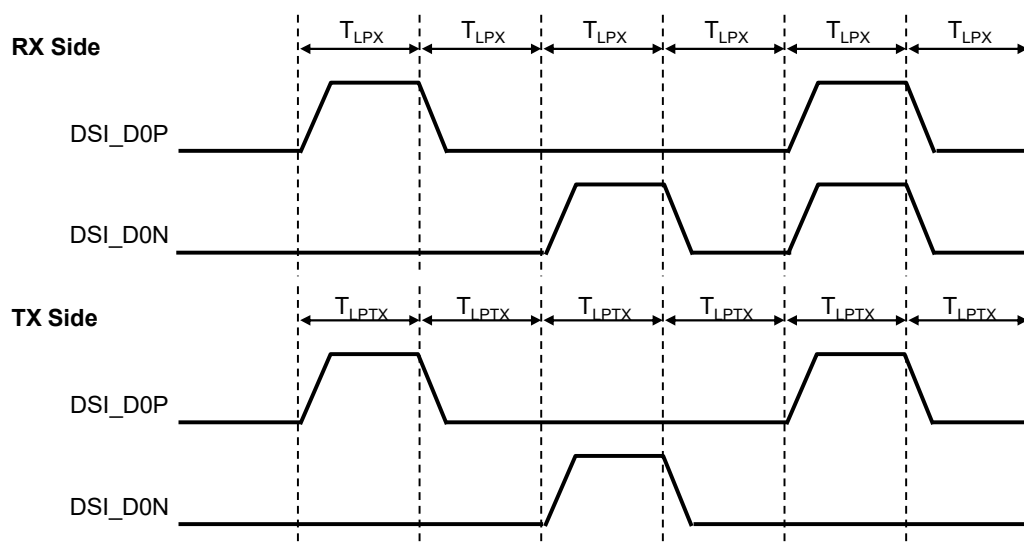 T_LPX T_LPX T_LPX T_LPX T_LPX T_LPX
RX Side
DSI_D0P
DSI_D0N
T_LPTX T_LPTX T_LPTX T_LPTX T_LPTX T_LPTX
TX Side
DSI_D0P
DSI_D0N